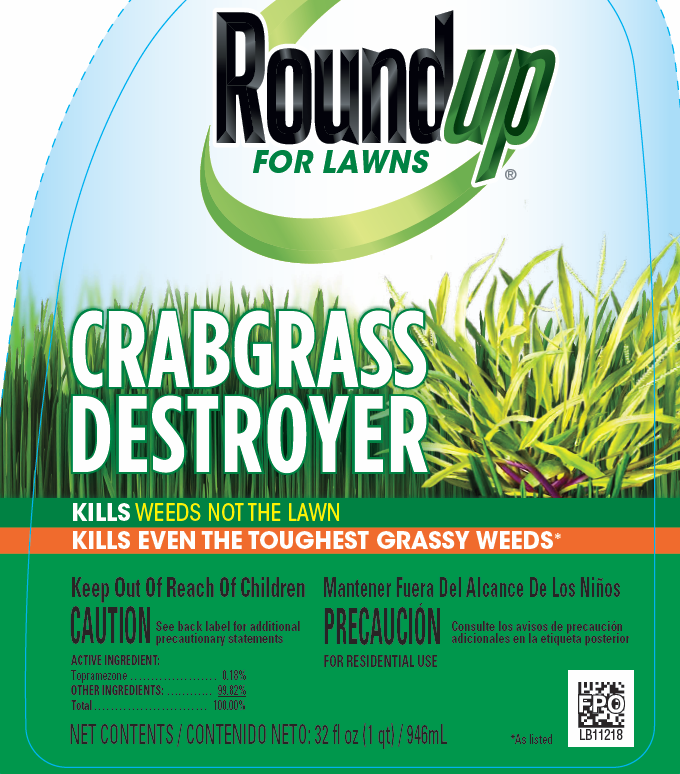 Roundup
FOR LAWNS
®
CRABGRASS
DESTROYER
KILLS WEEDS NOT THE LAWN
KILLS EVEN THE TOUGHEST GRASSY WEEDS*
Keep Out Of Reach Of Children
CAUTION See back label for additional
precautionary statements
Mantener Fuera Del Alcance De Los Niños
PRECAUCIÓN Consulte los avisos de precaución
adicionales en la etiqueta posterior
ACTIVE INGREDIENT:
Topramezone ..................... 0.18%
OTHER INGREDIENTS: ............ 99.82%
Total .......................... 100.00%
FOR RESIDENTIAL USE
NET CONTENTS / CONTENIDO NETO: 32 fl oz (1 qt) / 946mL
*As listed
FPO
LB11218